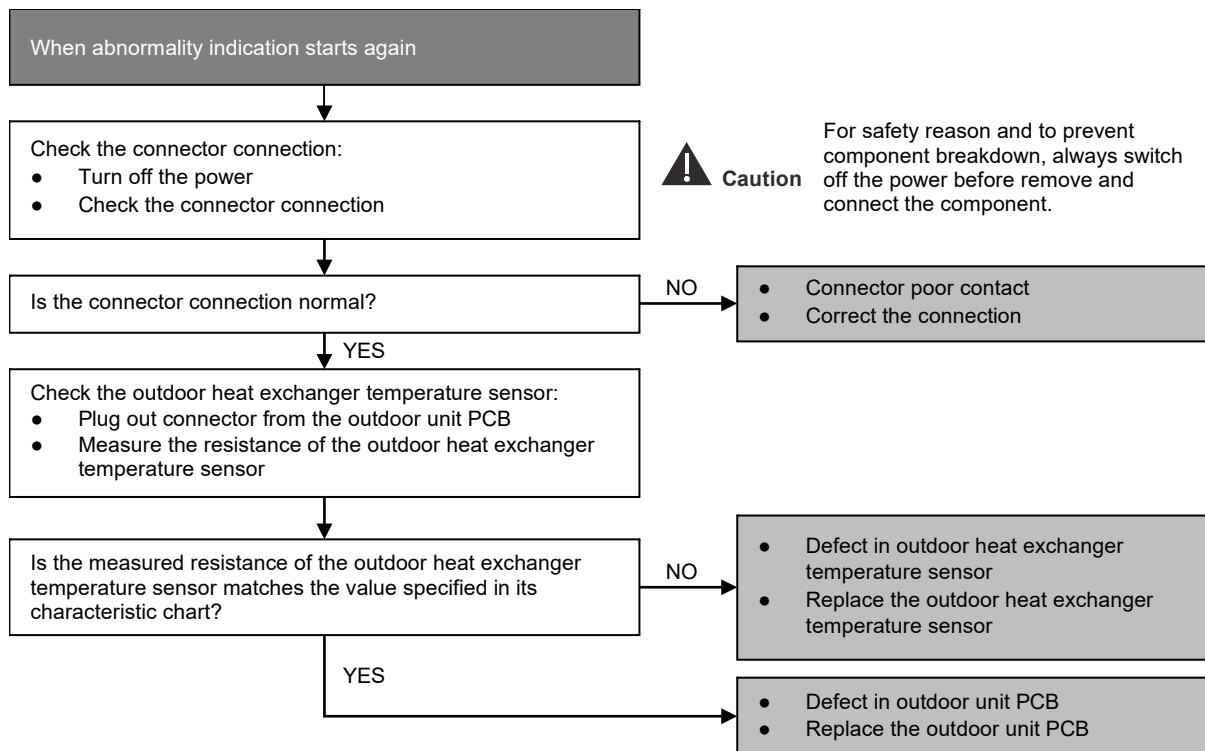 When abnormality indication starts again
Check the connector connection:
● Turn off the power
● Check the connector connection
Caution
For safety reason and to prevent
component breakdown, always switch
off the power before remove and
connect the component.
Is the connector connection normal?
NO
● Connector poor contact
● Correct the connection
YES
Check the outdoor heat exchanger temperature sensor:
● Plug out connector from the outdoor unit PCB
● Measure the resistance of the outdoor heat exchanger
temperature sensor
Is the measured resistance of the outdoor heat exchanger
temperature sensor matches the value specified in its
characteristic chart?
NO
● Defect in outdoor heat exchanger
temperature sensor
● Replace the outdoor heat exchanger
temperature sensor
YES
● Defect in outdoor unit PCB
● Replace the outdoor unit PCB